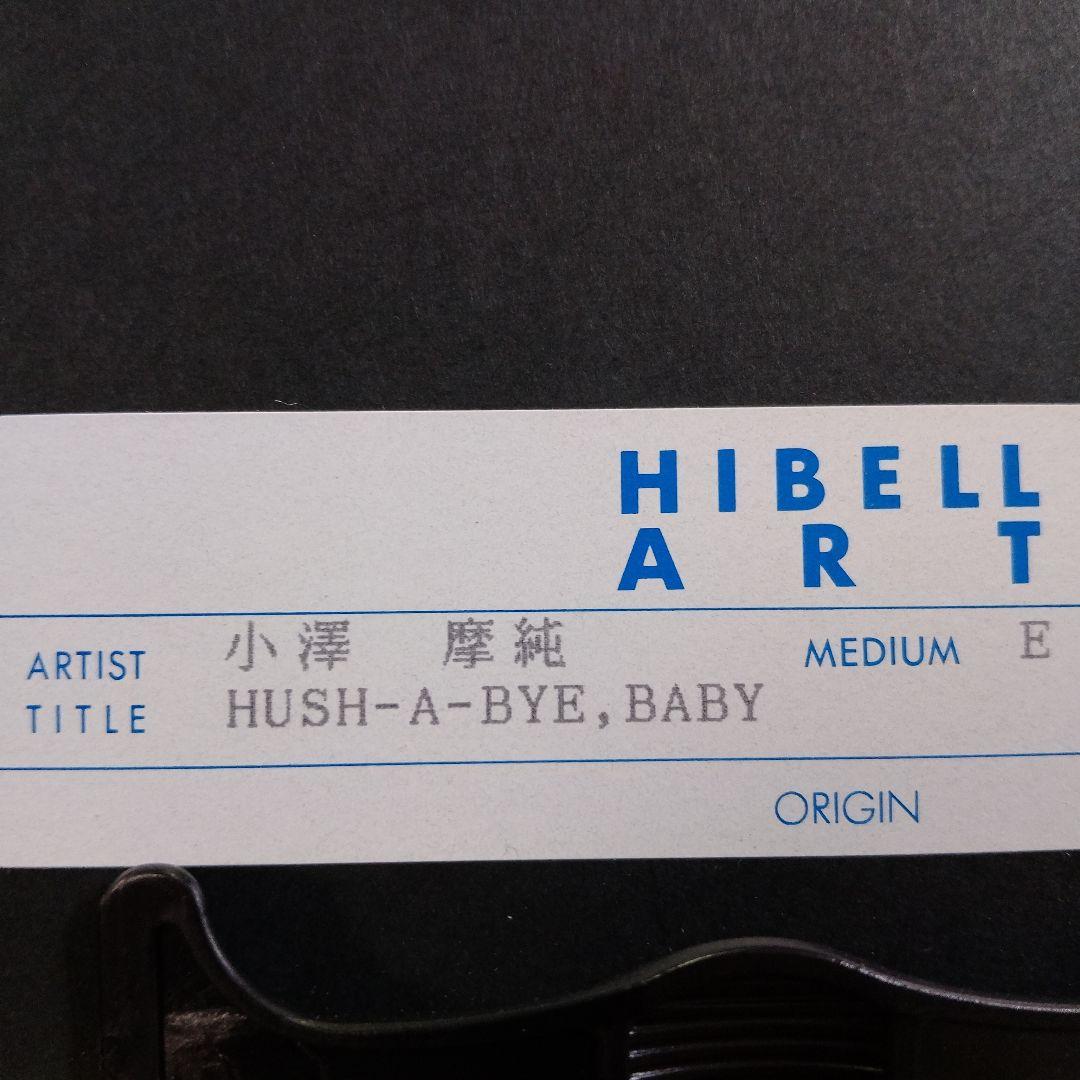 HIBELL
ART
ARTIST 小澤 摩純 MEDIUM E
TITLE HUSH-A-BYE,BABY
ORIGIN